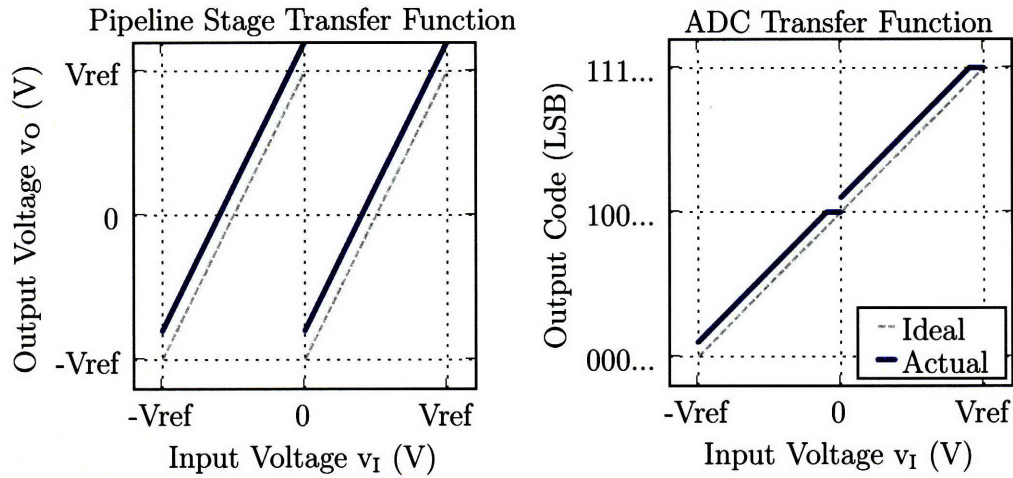 Pipeline Stage Transfer Function
Output Voltage vO (V)
Vref
0
-Vref
-Vref 0 Vref
Input Voltage vI (V)
ADC Transfer Function
Output Code (LSB)
111...
100...
000...
Ideal
Actual
-Vref 0 Vref
Input Voltage vI (V)